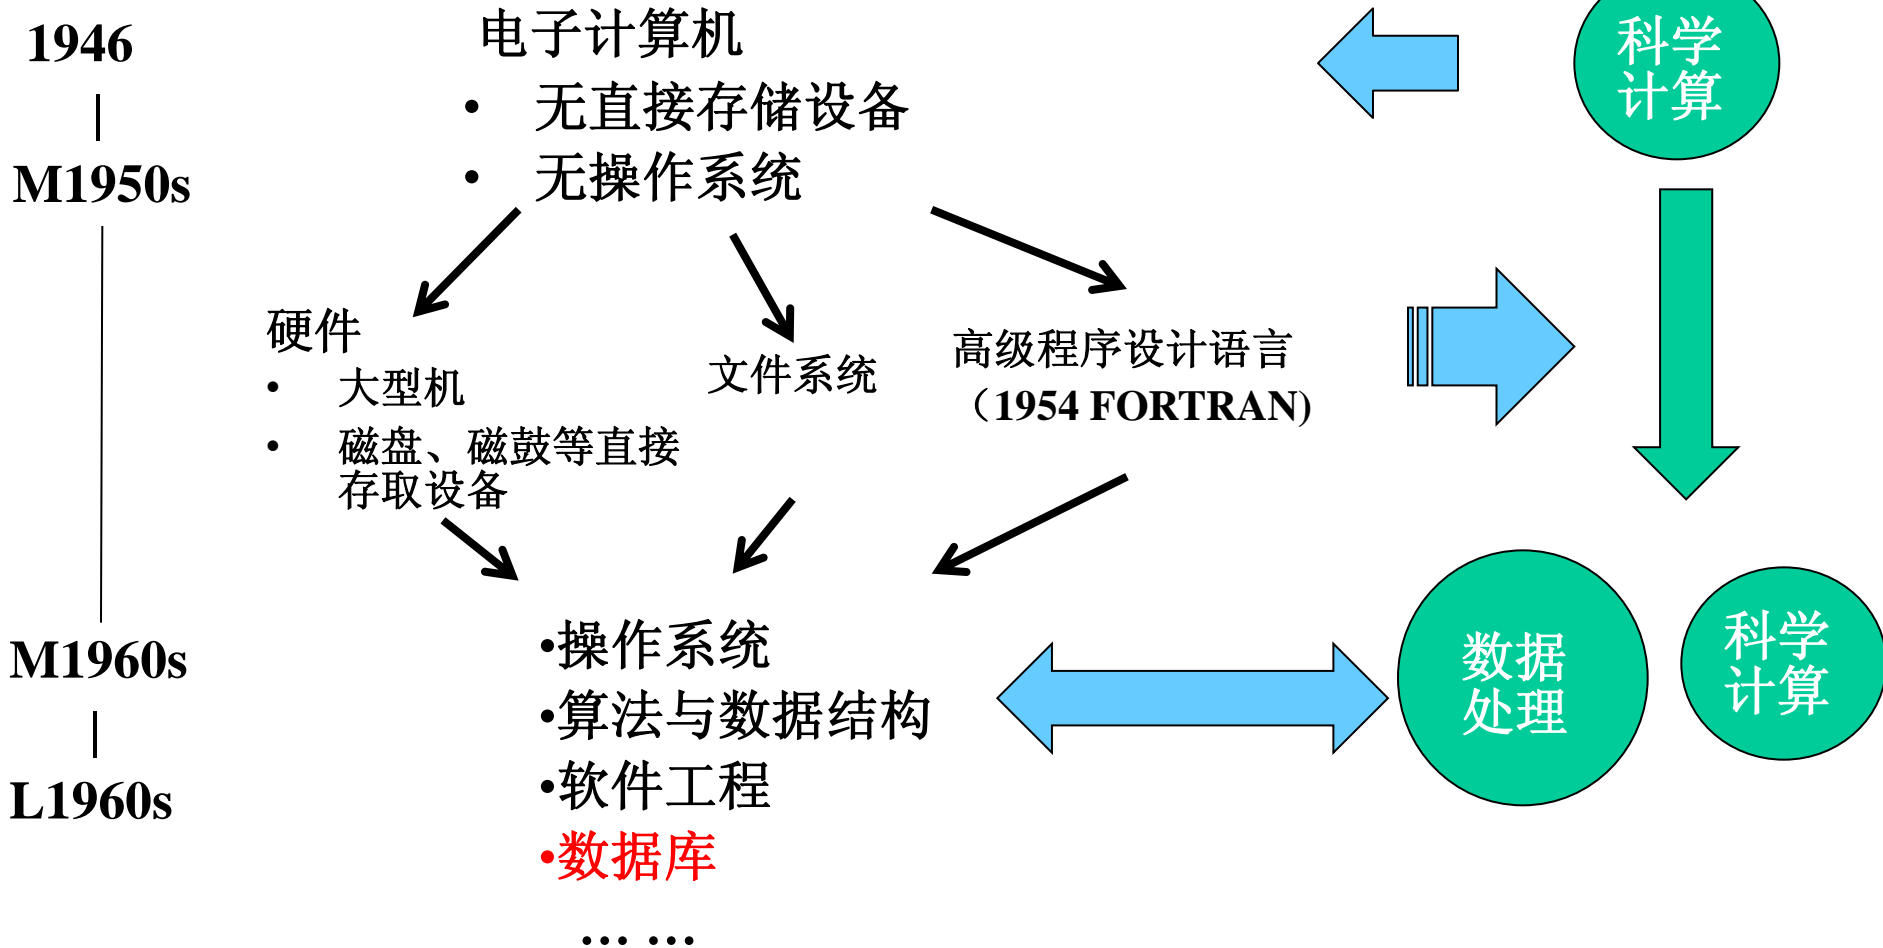 1946
电子计算机
• 无直接存储设备
M1950s
• 无操作系统
科学
计算
硬件
• 大型机
• 磁盘、磁鼓等直接
存取设备
文件系统
高级程序设计语言
（1954 FORTRAN)
M1960s
L1960s
•操作系统
•算法与数据结构
•软件工程
•数据库
… …
数据
处理
科学
计算